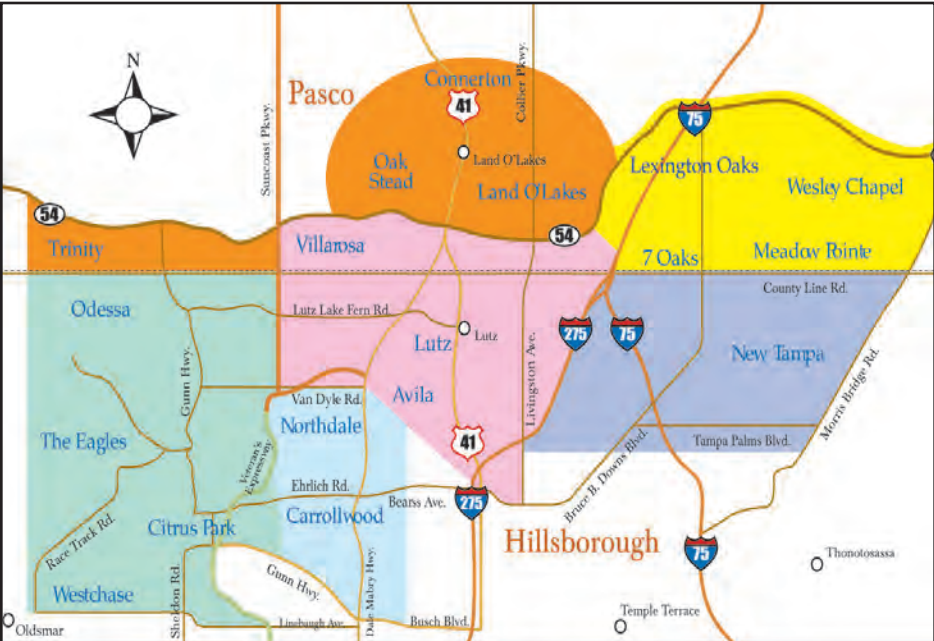 N
Pasco
Suncoast Pkwy.
Connerton
41
Collier Pkwy.
75
Land O'Lakes
Oak
Stead
Land O'Lakes
Lexington Oaks
Wesley Chapel
54
54
Trinity
Villarosa
7 Oaks
Meadow Pointe
County Line Rd.
Odessa
Lutz Lake Fern Rd.
Lutz
Lutz
275
75
New Tampa
Gunn Hwy.
Livingston Ave.
Morris Bridge Rd.
Van Dyle Rd.
Avila
Northdale
The Eagles
41
Tampa Palms Blvd.
Veteran's
Expressway
Ehrlich Rd.
Bearss Ave.
275
Bruce B. Downs Blvd.
Citrus Park
Carrollwood
Race Track Rd.
Hillsborough
75
Thonotosassa
Gunn Hwy.
Westchase
Sheldon Rd.
Dale Mabry Hwy.
Linebaugh Ave.
Busch Blvd.
Temple Terrace
Oldsmar